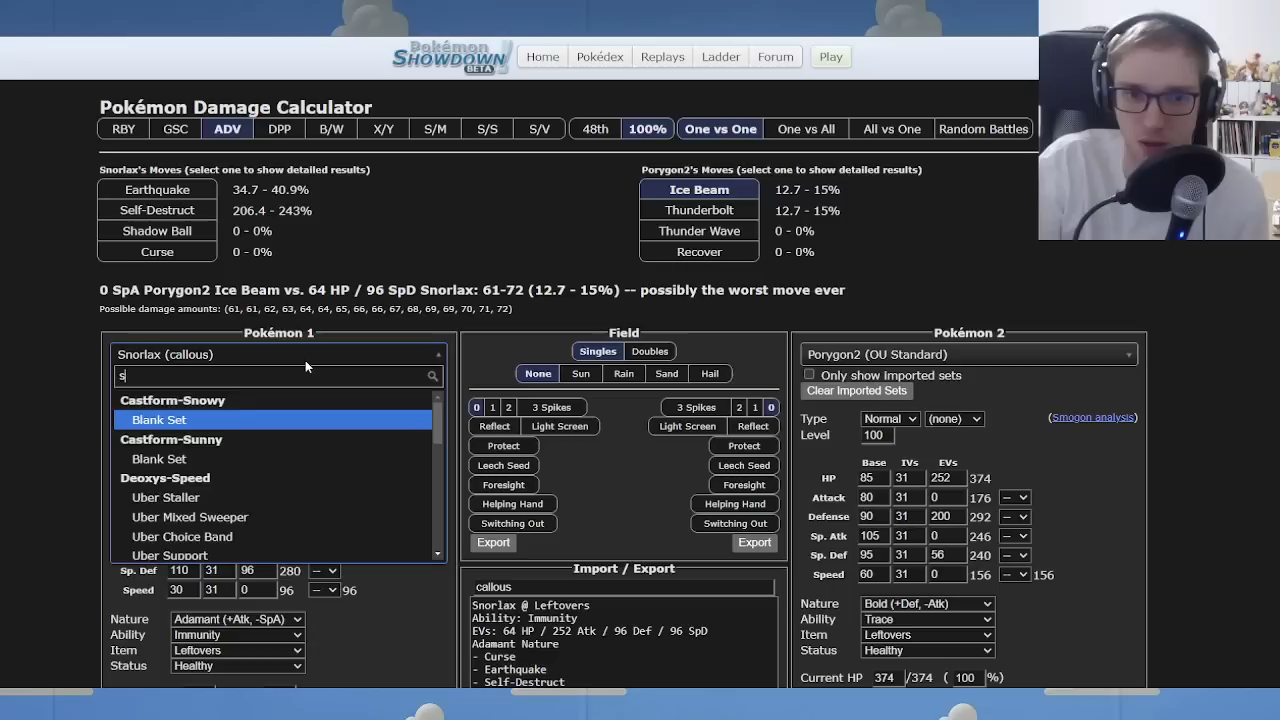 Pokémon
SHOWDOWN!
BETA
Home
Pokédex
Replays
Ladder
Forum
Play
Pokémon Damage Calculator
RBY GSC ADV DPP B/W X/Y S/M S/S S/V 48th 100% One vs One One vs All All vs One Random Battles
Snorlax's Moves (select one to show detailed results)
Earthquake 34.7 - 40.9%
Self-Destruct 206.4 - 243%
Shadow Ball 0 - 0%
Curse 0 - 0%
Porygon2's Moves (select one to show detailed results)
Ice Beam 12.7 - 15%
Thunderbolt 12.7 - 15%
Thunder Wave 0 - 0%
Recover 0 - 0%
0 SpA Porygon2 Ice Beam vs. 64 HP / 96 SpD Snorlax: 61-72 (12.7 - 15%) -- possibly the worst move ever
Possible damage amounts: (61, 61, 62, 63, 64, 64, 65, 66, 66, 67, 68, 69, 69, 70, 71, 72)
Pokémon 1
Snorlax (callous)
s
Castform-Snowy
Blank Set
Castform-Sunny
Blank Set
Deoxys-Speed
Uber Staller
Uber Mixed Sweeper
Uber Choice Band
Uber Support
Sp. Def 110 31 96 280 --
Speed 30 31 0 96 -- 96
Nature Adamant (+Atk, -SpA)
Ability Immunity
Item Leftovers
Status Healthy
Field
Singles Doubles
None Sun Rain Sand Hail
0 1 2 3 Spikes 3 Spikes 2 1 0
Reflect Light Screen Light Screen Reflect
Protect Protect
Leech Seed Leech Seed
Foresight Foresight
Helping Hand Helping Hand
Switching Out Switching Out
Export Export
Import / Export
callous
Snorlax @ Leftovers
Ability: Immunity
EVs: 64 HP / 252 Atk / 96 Def / 96 SpD
Adamant Nature
- Curse
- Earthquake
- Self-Destruct
Pokémon 2
Porygon2 (OU Standard)
Only show Imported sets
Clear Imported Sets
Type Normal (none) (Smogon analysis)
Level 100
Base IVs EVs
HP 85 31 252 374
Attack 80 31 0 176 --
Defense 90 31 200 292 --
Sp. Atk 105 31 0 246 --
Sp. Def 95 31 56 240 --
Speed 60 31 0 156 -- 156
Nature Bold (+Def, -Atk)
Ability Trace
Item Leftovers
Status Healthy
Current HP 374 /374 ( 100 %)